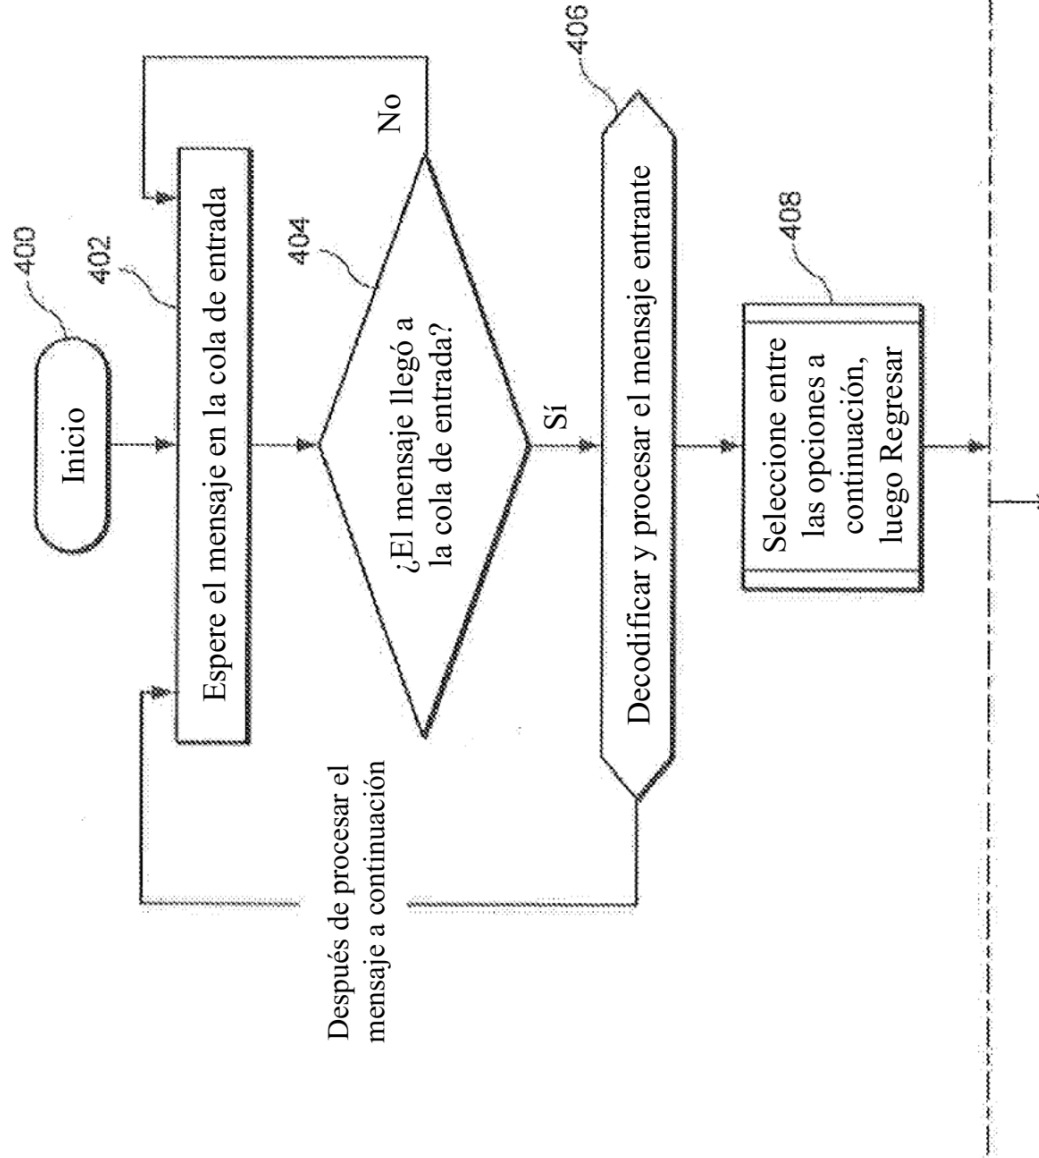 400
Inicio
402
Espere el mensaje en la cola de entrada
404
No
¿El mensaje llegó a
la cola de entrada?
Sí
Después de procesar el
mensaje a continuación
406
Decodificar y procesar el mensaje entrante
408
Seleccione entre
las opciones a
continuación,
luego Regresar